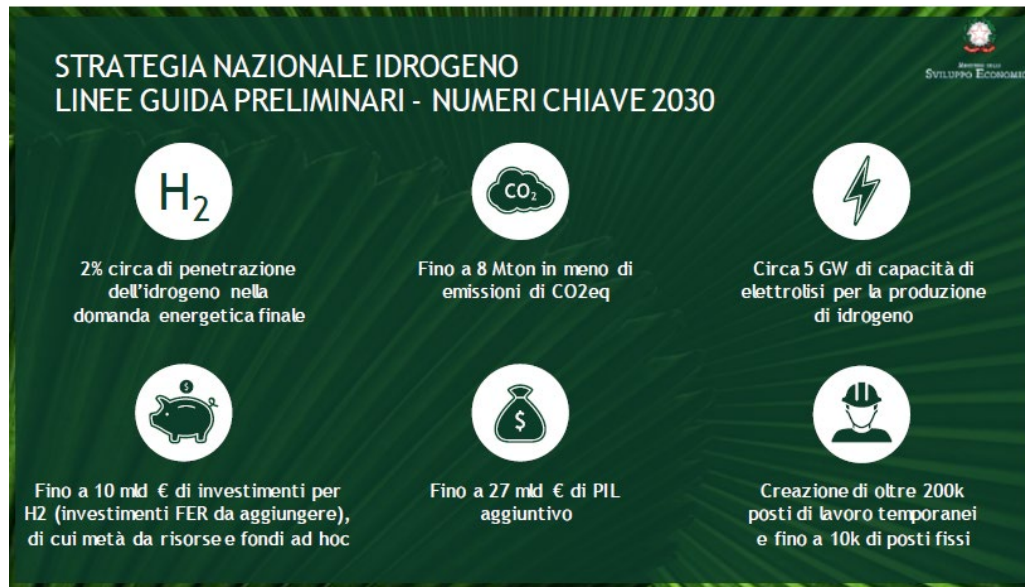 STRATEGIA NAZIONALE IDROGENO
LINEE GUIDA PRELIMINARI - NUMERI CHIAVE 2030
MINISTERO DELLO
SVILUPPO ECONOMICO
H₂
2% circa di penetrazione
dell'idrogeno nella
domanda energetica finale
CO₂
Fino a 8 Mton in meno di
emissioni di CO2eq
Circa 5 GW di capacità di
elettrolisi per la produzione
di idrogeno
$
Fino a 10 mld € di investimenti per
H2 (investimenti FER da aggiungere),
di cui metà da risorse e fondi ad hoc
$
Fino a 27 mld € di PIL
aggiuntivo
Creazione di oltre 200k
posti di lavoro temporanei
e fino a 10k di posti fissi